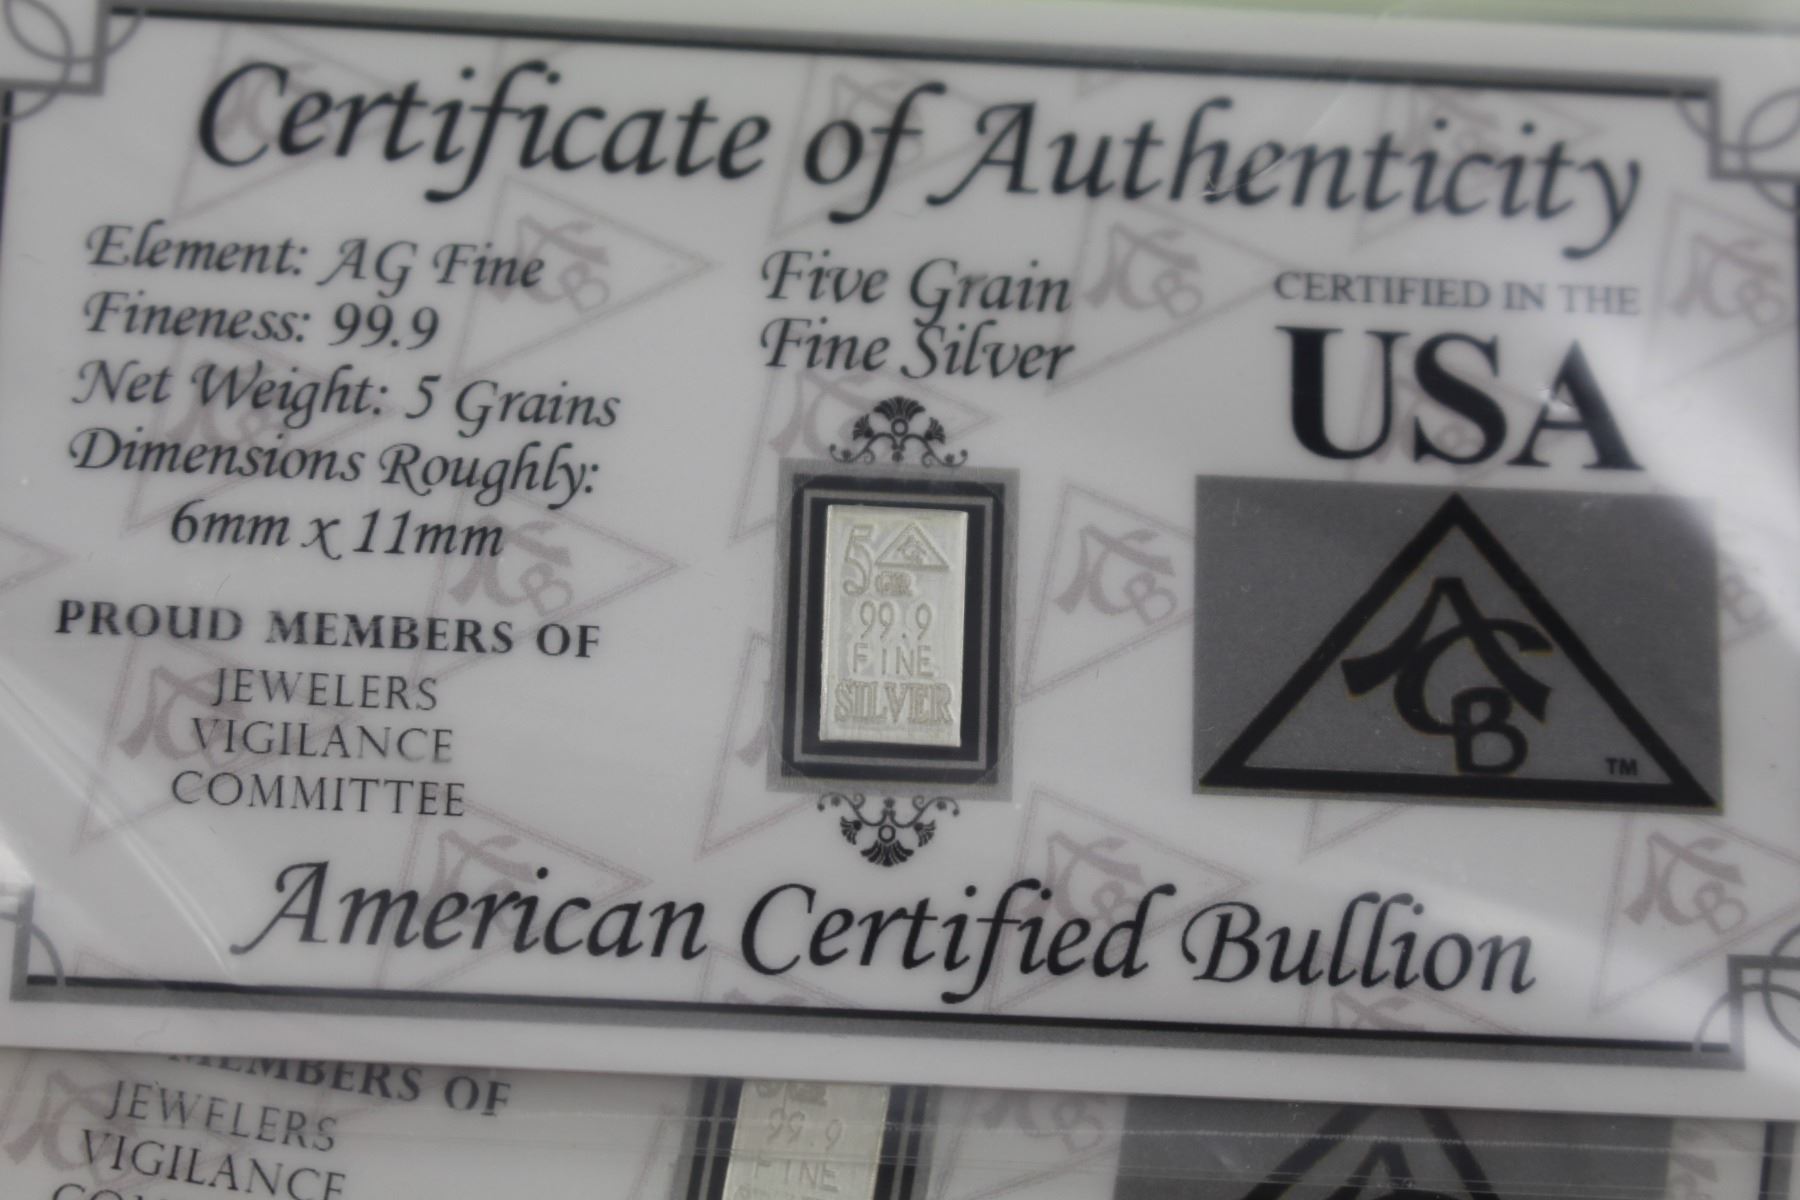 Certificate of Authenticity
Element: AG Fine
Fineness: 99.9
Net Weight: 5 Grains
Dimensions Roughly:
6mm x 11mm
PROUD MEMBERS OF
JEWELERS
VIGILANCE
COMMITTEE
Five Grain
Fine Silver
5 ACB
GR
99.9
FINE
SILVER
CERTIFIED IN THE
USA
ACB
TM
American Certified Bullion
MEMBERS OF
JEWELERS
VIGILANCE
99.9
FINE